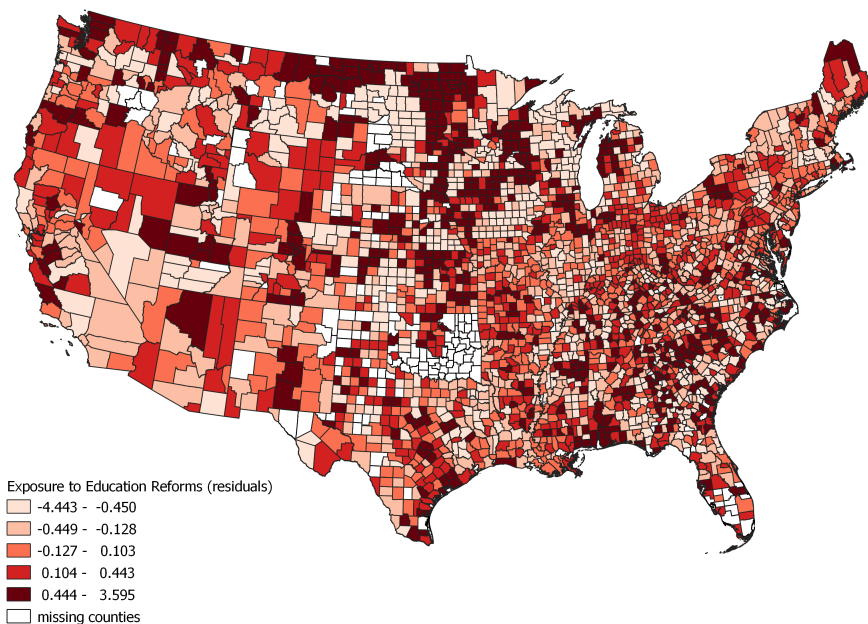 Exposure to Education Reforms (residuals)
-4.443 - -0.450
-0.449 - -0.128
-0.127 - 0.103
0.104 - 0.443
0.444 - 3.595
missing counties